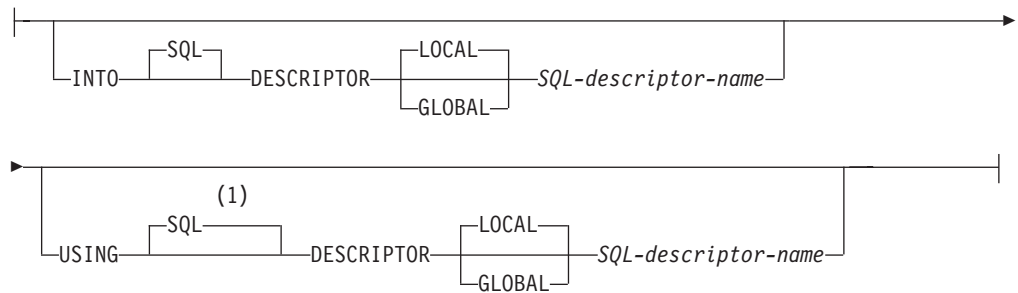 SQL LOCAL
INTO DESCRIPTOR SQL-descriptor-name
GLOBAL
(1)
SQL LOCAL
USING DESCRIPTOR SQL-descriptor-name
GLOBAL